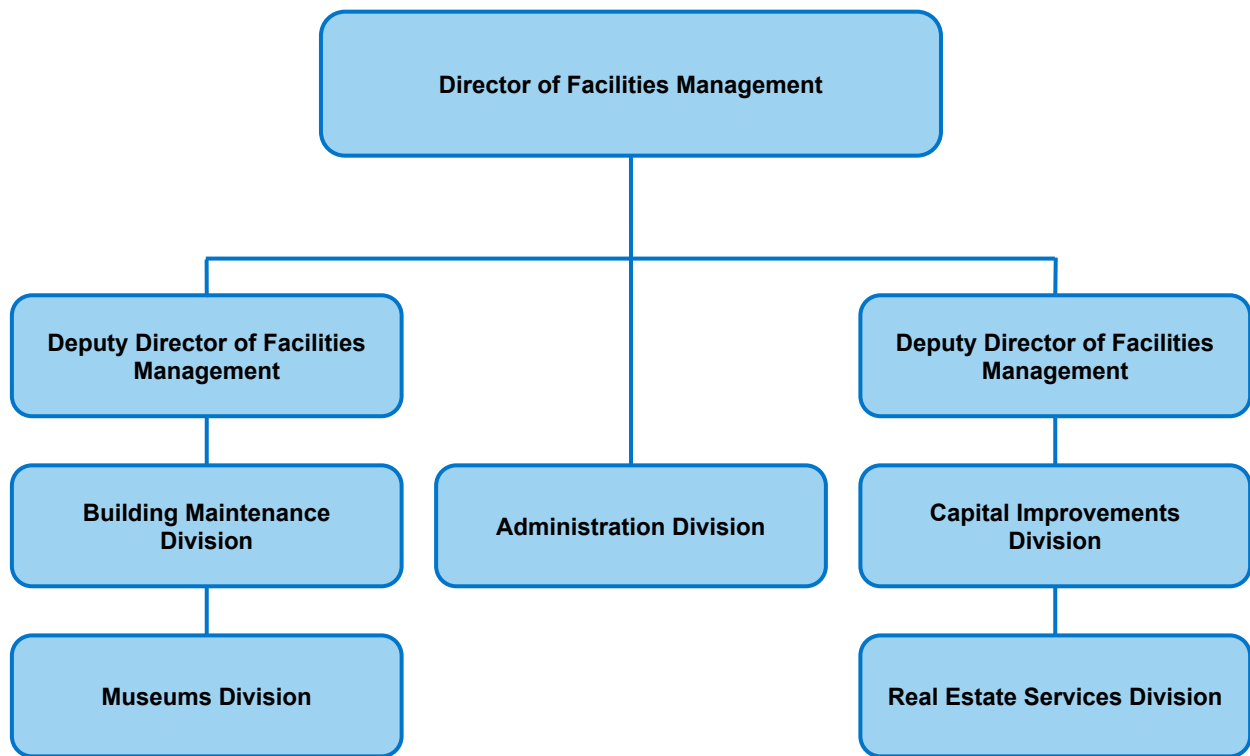 Director of Facilities Management
Deputy Director of Facilities
Management
Deputy Director of Facilities
Management
Building Maintenance
Division
Administration Division
Capital Improvements
Division
Museums Division
Real Estate Services Division